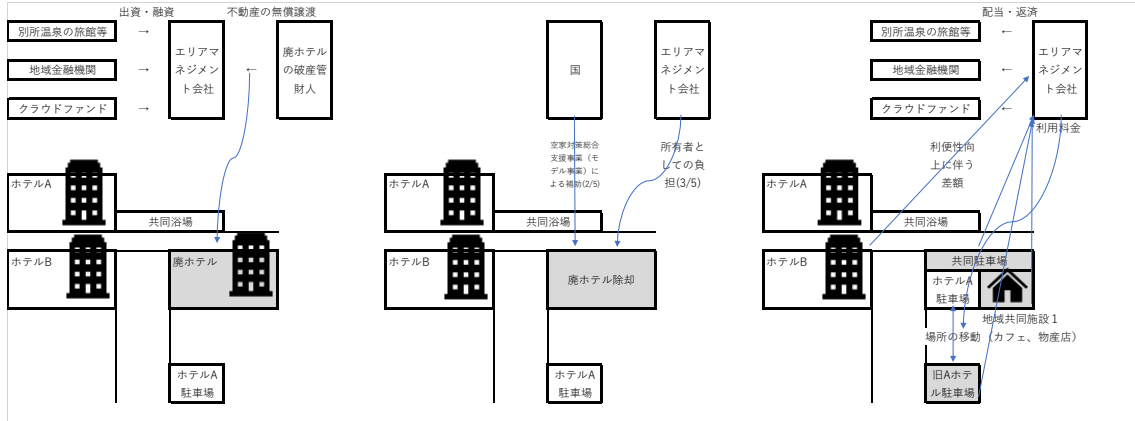 出資・融資
不動産の無償譲渡
別所温泉の旅館等
→
地域金融機関
→
クラウドファンド
→
エリアマ
ネジメン
ト会社
←
廃ホテル
の破産管
財人
ホテルA
共同浴場
ホテルB
廃ホテル
ホテルA
駐車場
国
エリアマ
ネジメン
ト会社
空家対策総合
支援事業（モ
デル事業）に
よる補助(2/5)
所有者と
しての負
担(3/5)
ホテルA
共同浴場
ホテルB
廃ホテル除却
ホテルA
駐車場
配当・返済
別所温泉の旅館等
←
地域金融機関
←
クラウドファンド
←
エリアマ
ネジメン
ト会社
利用料金
利便性向
上に伴う
差額
ホテルA
共同浴場
ホテルB
共同駐車場
ホテルA
駐車場
地域共同施設１
（カフェ、物産店）
場所の移動
旧Aホテ
ル駐車場